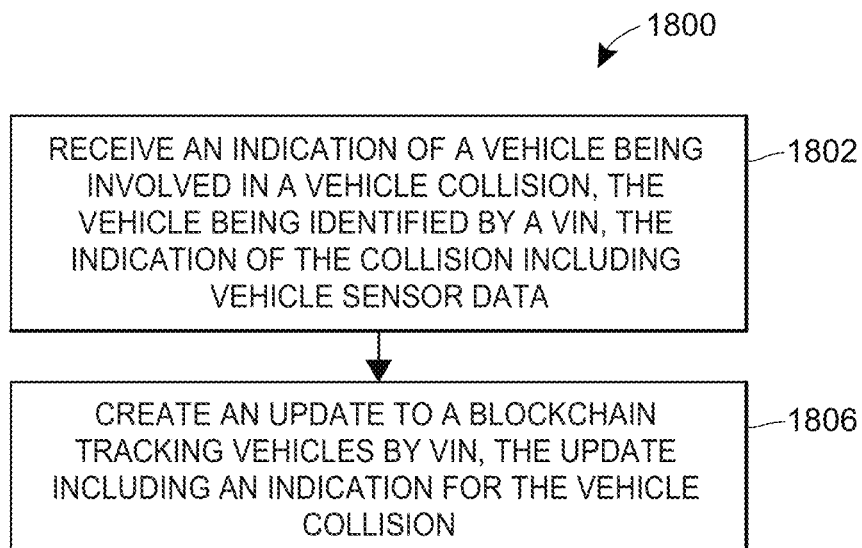 1800
RECEIVE AN INDICATION OF A VEHICLE BEING
INVOLVED IN A VEHICLE COLLISION, THE
VEHICLE BEING IDENTIFIED BY A VIN, THE
INDICATION OF THE COLLISION INCLUDING
VEHICLE SENSOR DATA
1802
CREATE AN UPDATE TO A BLOCKCHAIN
TRACKING VEHICLES BY VIN, THE UPDATE
INCLUDING AN INDICATION FOR THE VEHICLE
COLLISION
1806